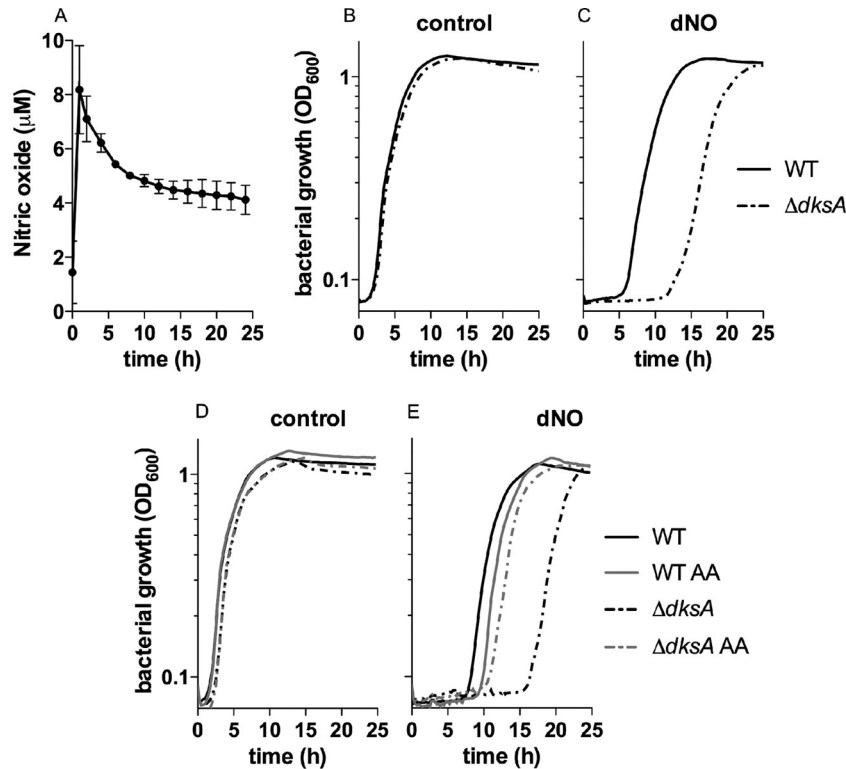 A
Nitric oxide (μM)
10
8
6
4
2
0
0 5 10 15 20 25
time (h)
B
control
bacterial growth (OD600)
1
0.1
0 5 10 15 20 25
time (h)
C
dNO
0 5 10 15 20 25
time (h)
WT
ΔdksA
D
control
bacterial growth (OD600)
1
0.1
0 5 10 15 20 25
time (h)
E
dNO
0 5 10 15 20 25
time (h)
WT
WT AA
ΔdksA
ΔdksA AA